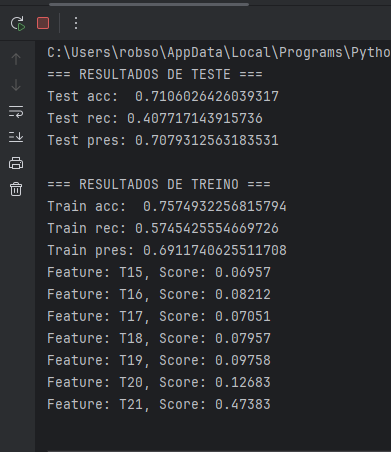 C:\Users\robso\AppData\Local\Programs\Pytho
=== RESULTADOS DE TESTE ===
Test acc:  0.7106026426039317
Test rec: 0.407717143915736
Test pres: 0.7079312563183531

=== RESULTADOS DE TREINO ===
Train acc:  0.7574932256815794
Train rec: 0.5745425554669726
Train pres: 0.6911740625511708
Feature: T15, Score: 0.06957
Feature: T16, Score: 0.08212
Feature: T17, Score: 0.07051
Feature: T18, Score: 0.07957
Feature: T19, Score: 0.09758
Feature: T20, Score: 0.12683
Feature: T21, Score: 0.47383